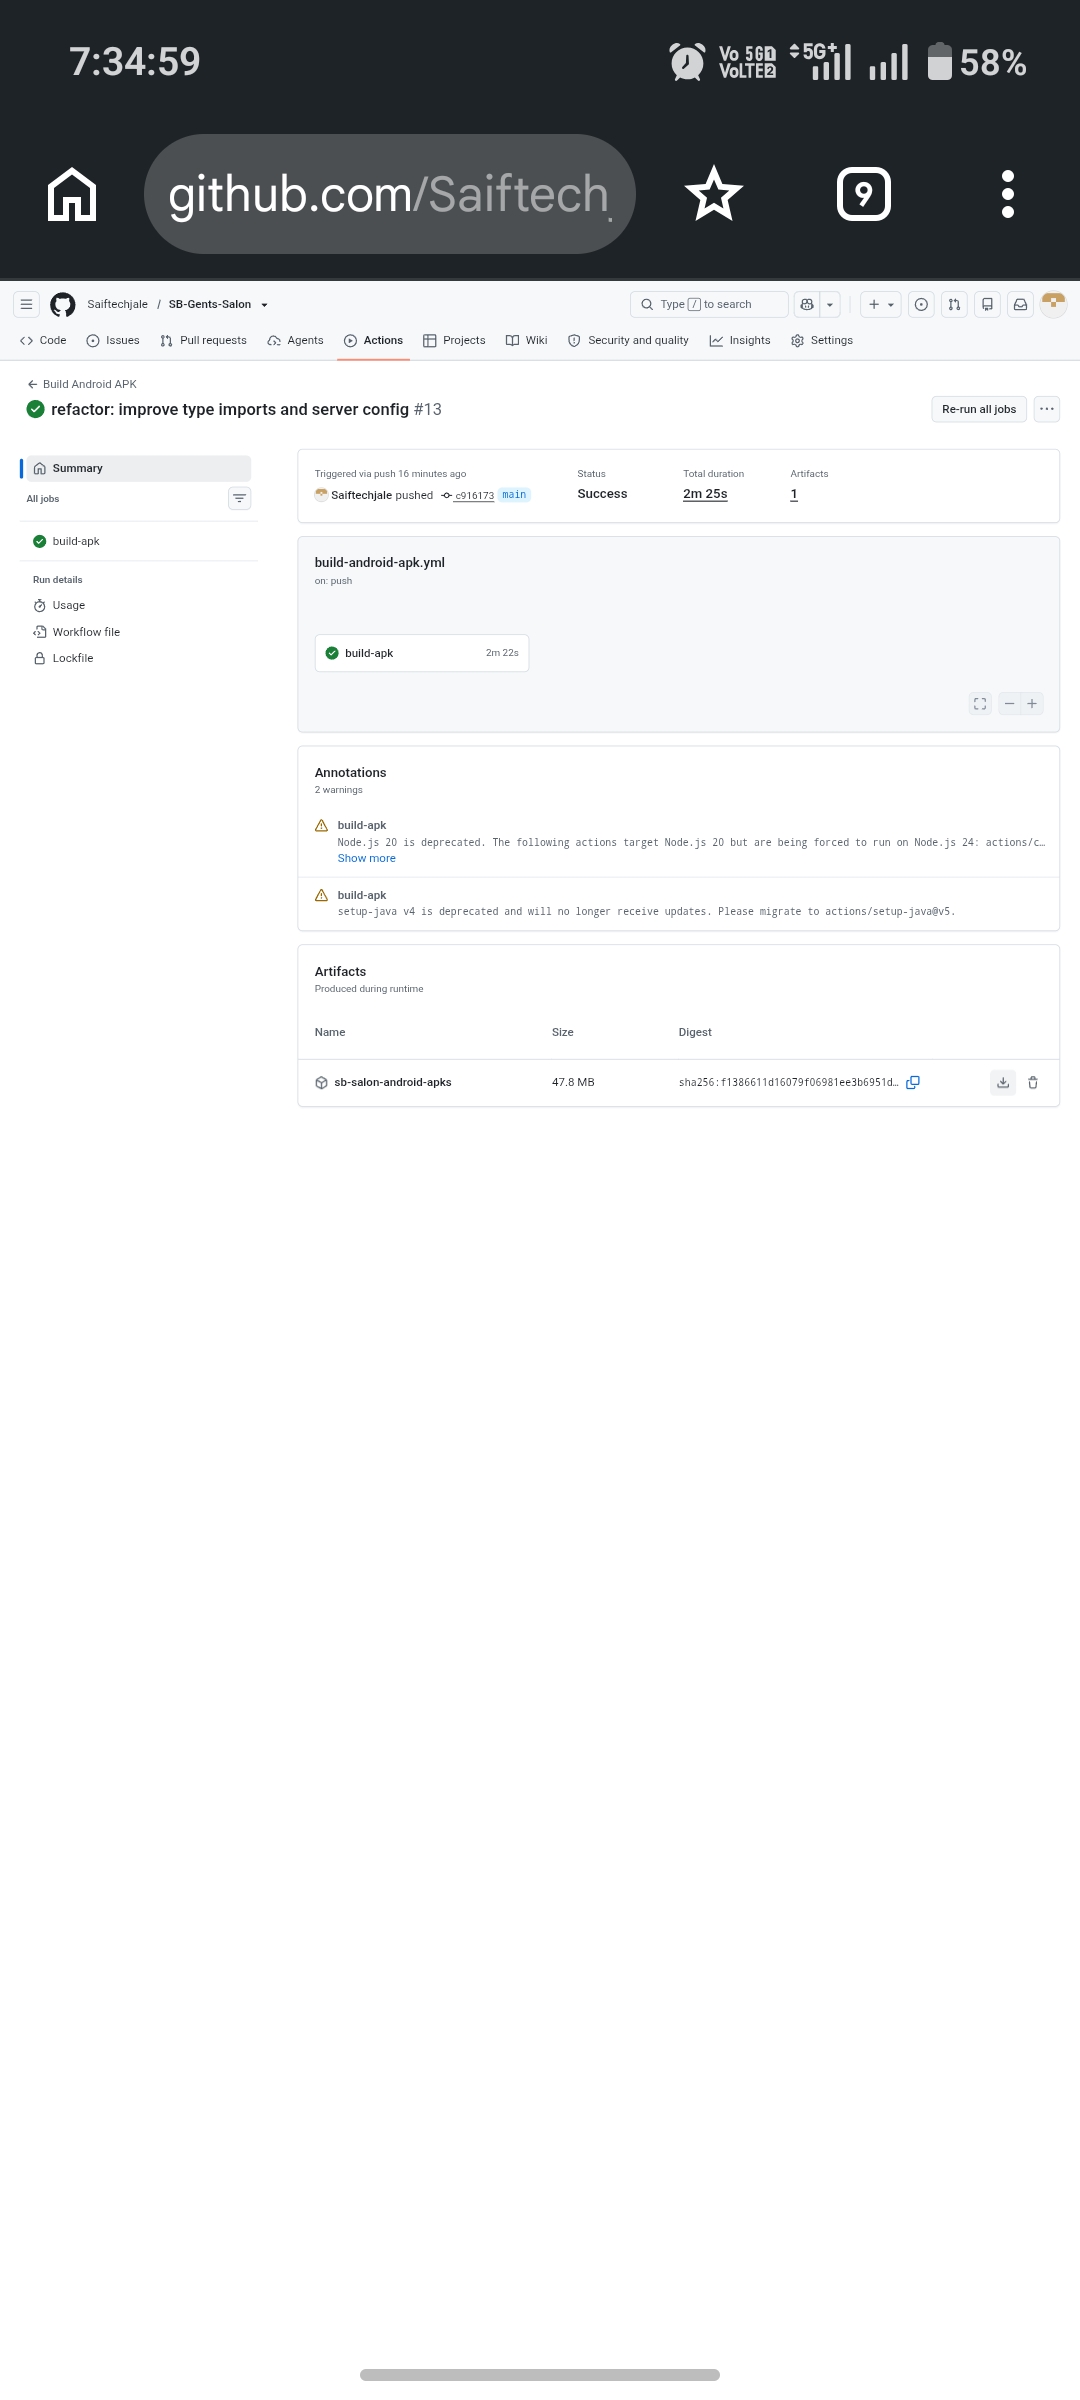 7:34:59
Vo 5G 1
VoLTE 2
5G+
58%
github.com/Saiftech
9
Saiftechjale / SB-Gents-Salon
Type / to search
Code Issues Pull requests Agents Actions Projects Wiki Security and quality Insights Settings
Build Android APK
refactor: improve type imports and server config #13
Re-run all jobs
Summary
All jobs
build-apk
Run details
Usage
Workflow file
Lockfile
Triggered via push 16 minutes ago
Saiftechjale pushed c916173 main
Status
Success
Total duration
2m 25s
Artifacts
1
build-android-apk.yml
on: push
build-apk 2m 22s
Annotations
2 warnings
build-apk
Node.js 20 is deprecated. The following actions target Node.js 20 but are being forced to run on Node.js 24: actions/c…
Show more
build-apk
setup-java v4 is deprecated and will no longer receive updates. Please migrate to actions/setup-java@v5.
Artifacts
Produced during runtime
Name Size Digest
sb-salon-android-apks 47.8 MB sha256:f1386611d16079f06981ee3b6951d…